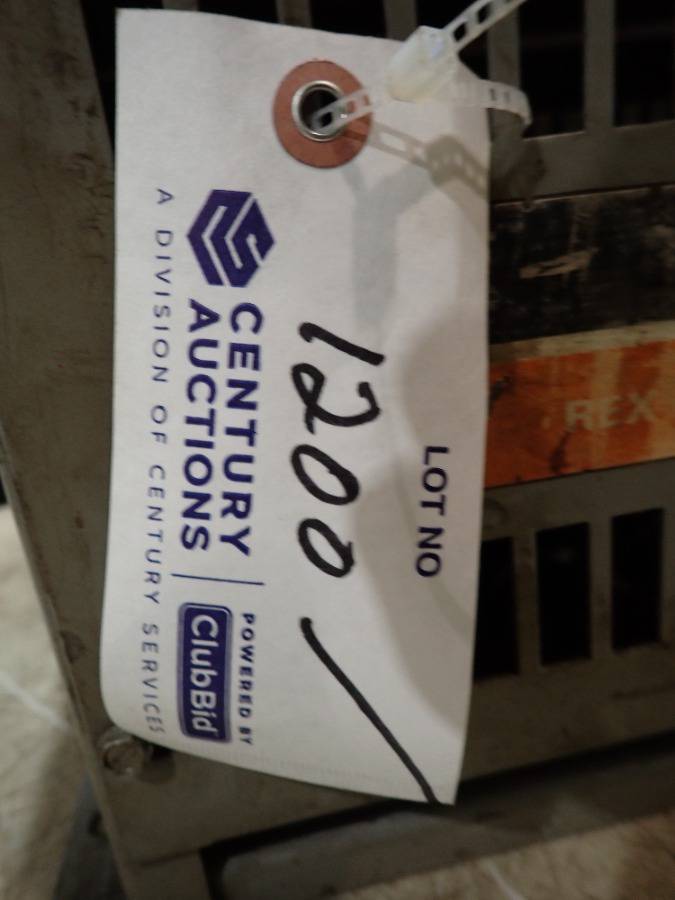 LOT NO
1200 /
CENTURY
AUCTIONS
POWERED BY
ClubBid
A DIVISION OF CENTURY SERVICES
REX